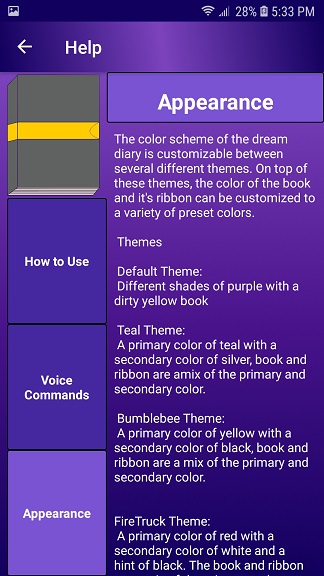 28% 5:33 PM
Help
Appearance
The color scheme of the dream
diary is customizable between
several different themes. On top
of these themes, the color of the book
and it's ribbon can be customized to
a variety of preset colors.
Themes
Default Theme:
Different shades of purple with a
dirty yellow book
Teal Theme:
A primary color of teal with a
secondary color of silver, book and
ribbon are amix of the primary and
secondary color.
Bumblebee Theme:
A primary color of yellow with a
secondary color of black, book and
ribbon are a mix of the primary and
secondary color.
FireTruck Theme:
A primary color of red with a
secondary color of white and a
hint of black. The book and ribbon
How to Use
Voice
Commands
Appearance